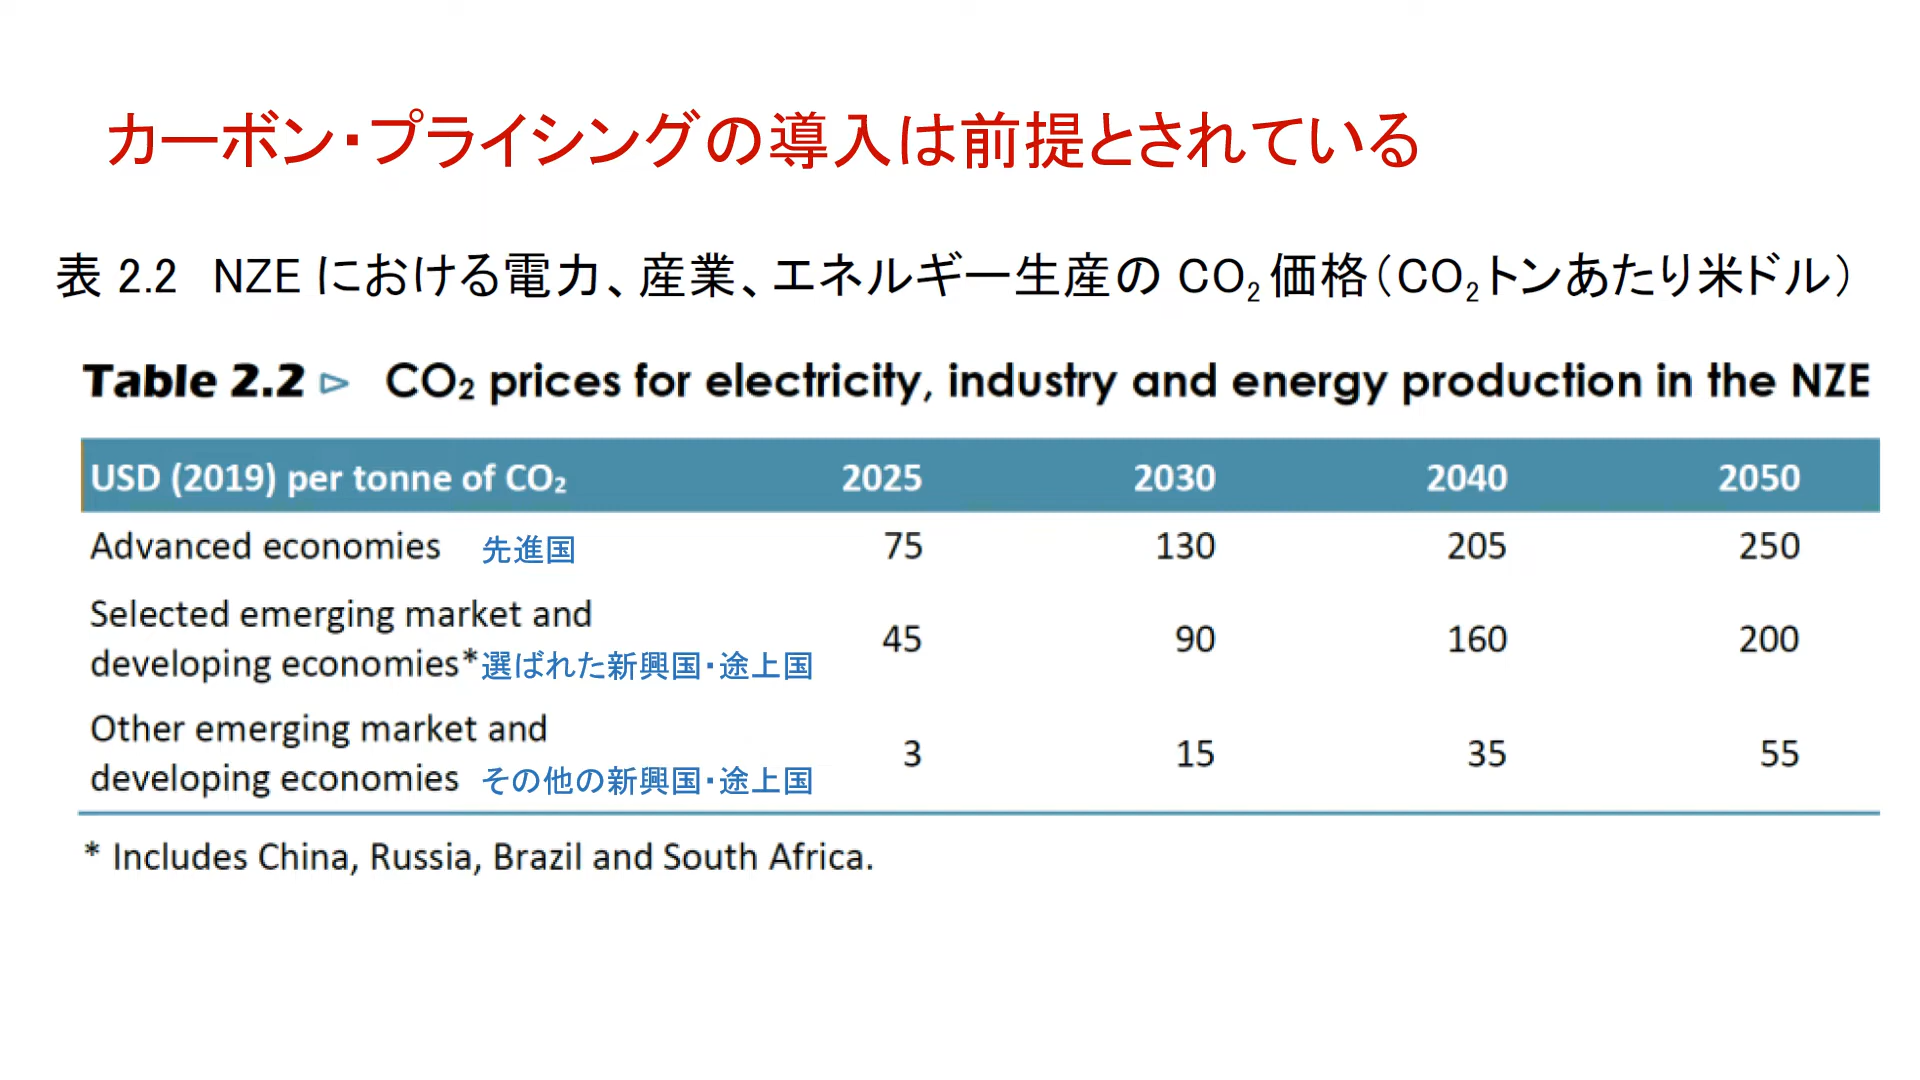 カーボン・プライシングの導入は前提とされている
表 2.2 NZE における電力、産業、エネルギー生産の CO₂ 価格（CO₂トンあたり米ドル）
Table 2.2 ▷ CO₂ prices for electricity, industry and energy production in the NZE
USD (2019) per tonne of CO₂ 2025 2030 2040 2050
Advanced economies 先進国 75 130 205 250
Selected emerging market and
developing economies* 選ばれた新興国・途上国 45 90 160 200
Other emerging market and
developing economies その他の新興国・途上国 3 15 35 55
* Includes China, Russia, Brazil and South Africa.